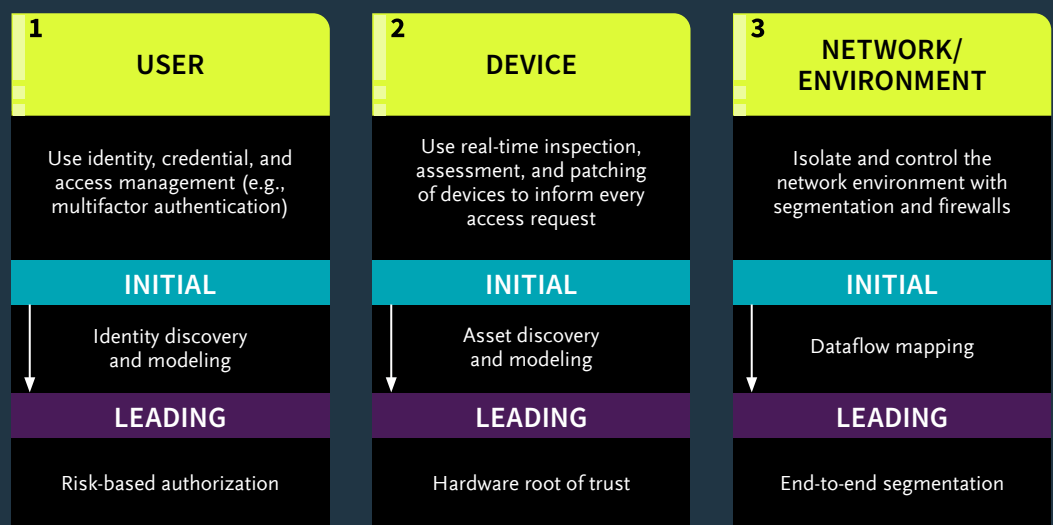 1
USER
Use identity, credential, and
access management (e.g.,
multifactor authentication)
INITIAL
Identity discovery
and modeling
LEADING
Risk-based authorization
2
DEVICE
Use real-time inspection,
assessment, and patching
of devices to inform every
access request
INITIAL
Asset discovery
and modeling
LEADING
Hardware root of trust
3
NETWORK/
ENVIRONMENT
Isolate and control the
network environment with
segmentation and firewalls
INITIAL
Dataflow mapping
LEADING
End-to-end segmentation